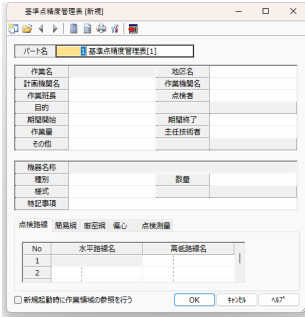 基準点精度管理表 [新規]
パート名 1 基準点精度管理表[1]
作業名 地区名
計画機関名 作業機関名
作業班長 点検者
目的
期間開始 期間終了
作業量 主任技術者
その他
機器名称
種別 数量
様式
特記事項
点検路線 簡易網 厳密網 偏心 点検測量
No 水平路線名 高低路線名
1
2
新規起動時に作業領域の参照を行う OK ｷｬﾝｾﾙ ﾍﾙﾌﾟ